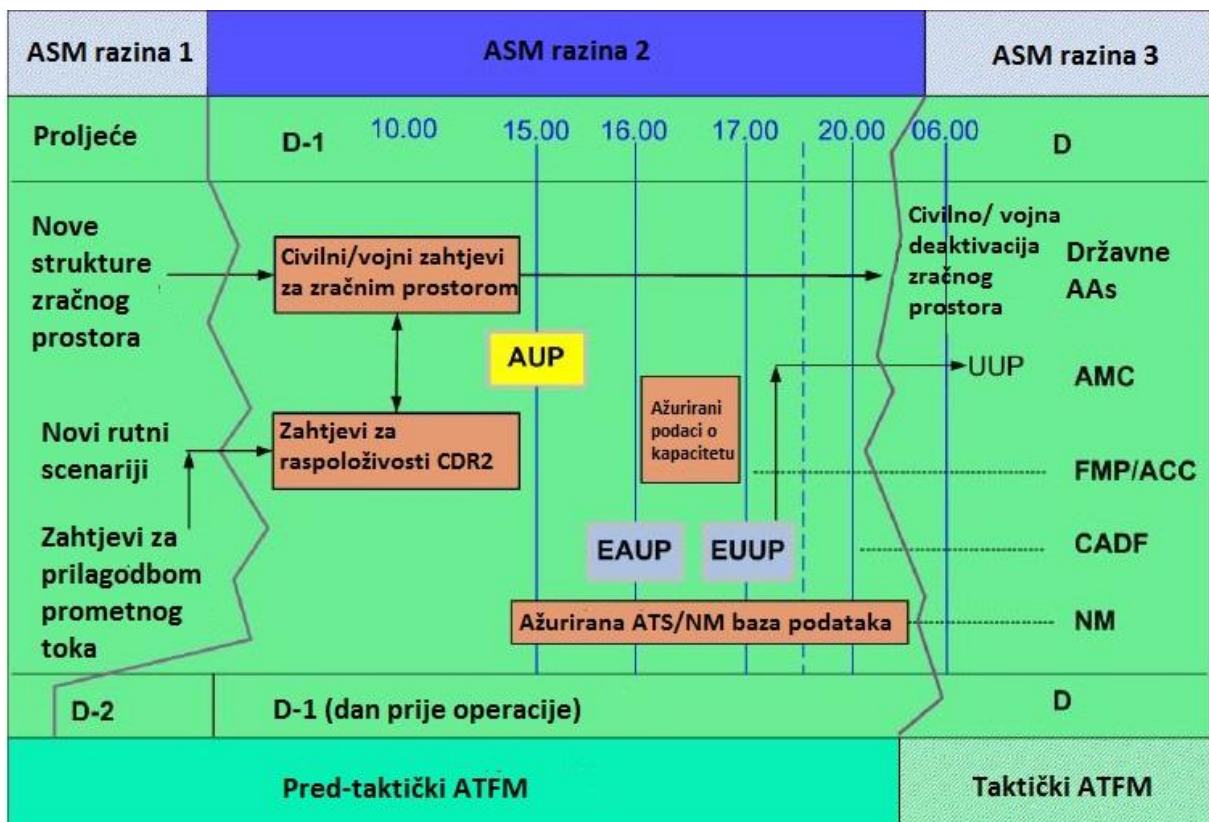 ASM razina 1
ASM razina 2
ASM razina 3
Proljeće
D-1
10.00
15.00
16.00
17.00
20.00
06.00
D
Nove
strukture
zračnog
prostora
Civilni/vojni zahtjevi
za zračnim prostorom
Civilno/ vojna
deaktivacija
zračnog
prostora
Državne
AAs
AUP
UUP
AMC
Novi rutni
scenariji
Zahtjevi za
raspoloživosti CDR2
Ažurirani
podaci o
kapacitetu
FMP/ACC
Zahtjevi za
prilagodbom
prometnog
toka
EAUP
EUUP
CADF
Ažurirana ATS/NM baza podataka
NM
D-2
D-1 (dan prije operacije)
D
Pred-taktički ATFM
Taktički ATFM